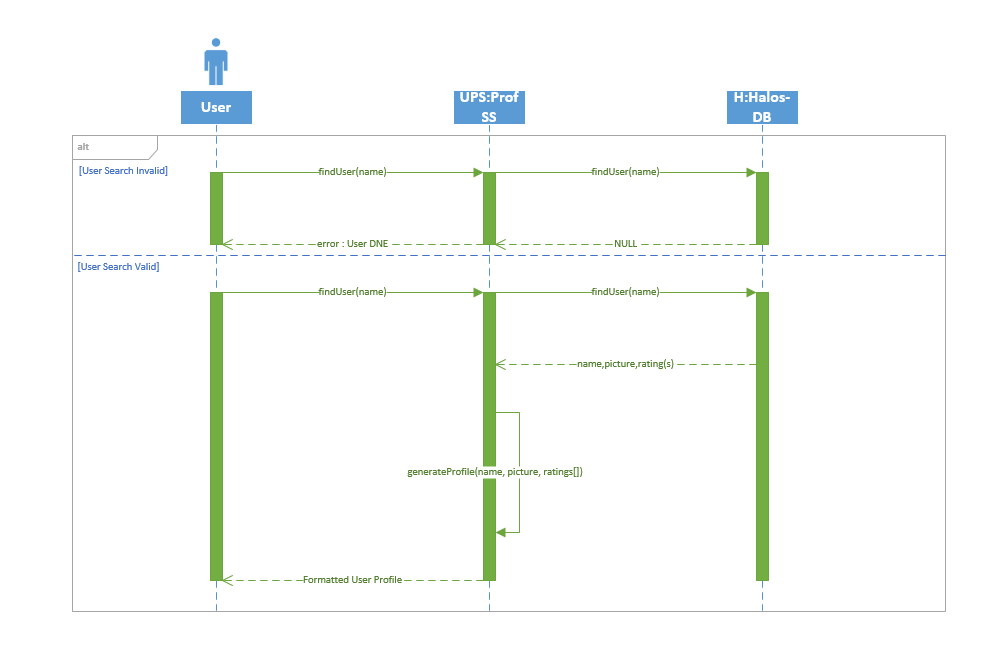 User
UPS:Prof
SS
H:Halos-
DB
alt
[User Search Invalid]
findUser(name)
findUser(name)
error : User DNE
NULL
[User Search Valid]
findUser(name)
findUser(name)
name,picture,rating(s)
generateProfile(name, picture, ratings[])
Formatted User Profile